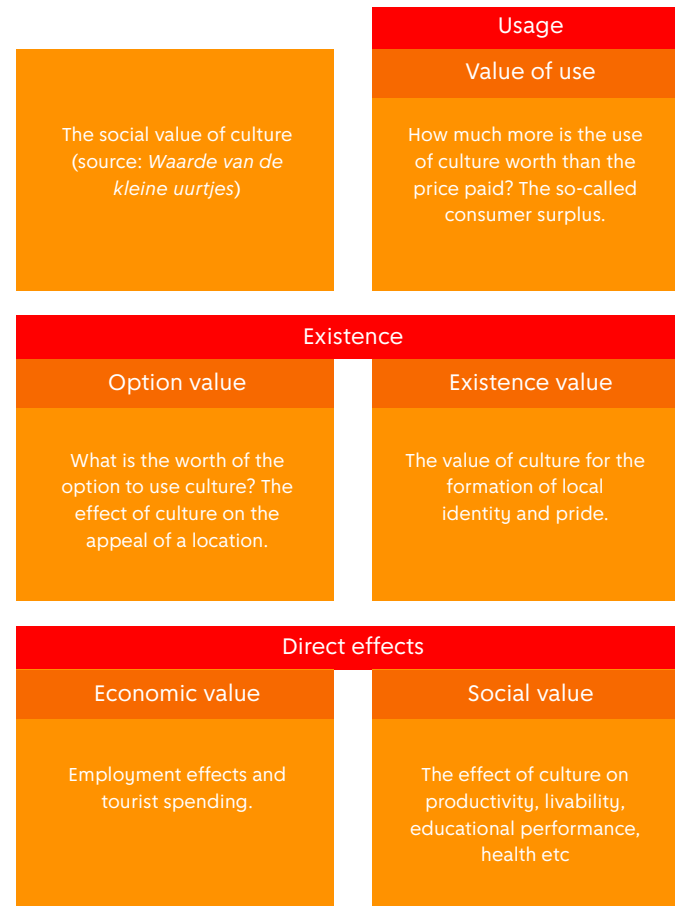 The social value of culture
(source: Waarde van de
kleine uurtjes)
Usage
Value of use
How much more is the use
of culture worth than the
price paid? The so-called
consumer surplus.
Existence
Option value
What is the worth of the
option to use culture? The
effect of culture on the
appeal of a location.
Existence value
The value of culture for the
formation of local
identity and pride.
Direct effects
Economic value
Employment effects and
tourist spending.
Social value
The effect of culture on
productivity, livability,
educational performance,
health etc